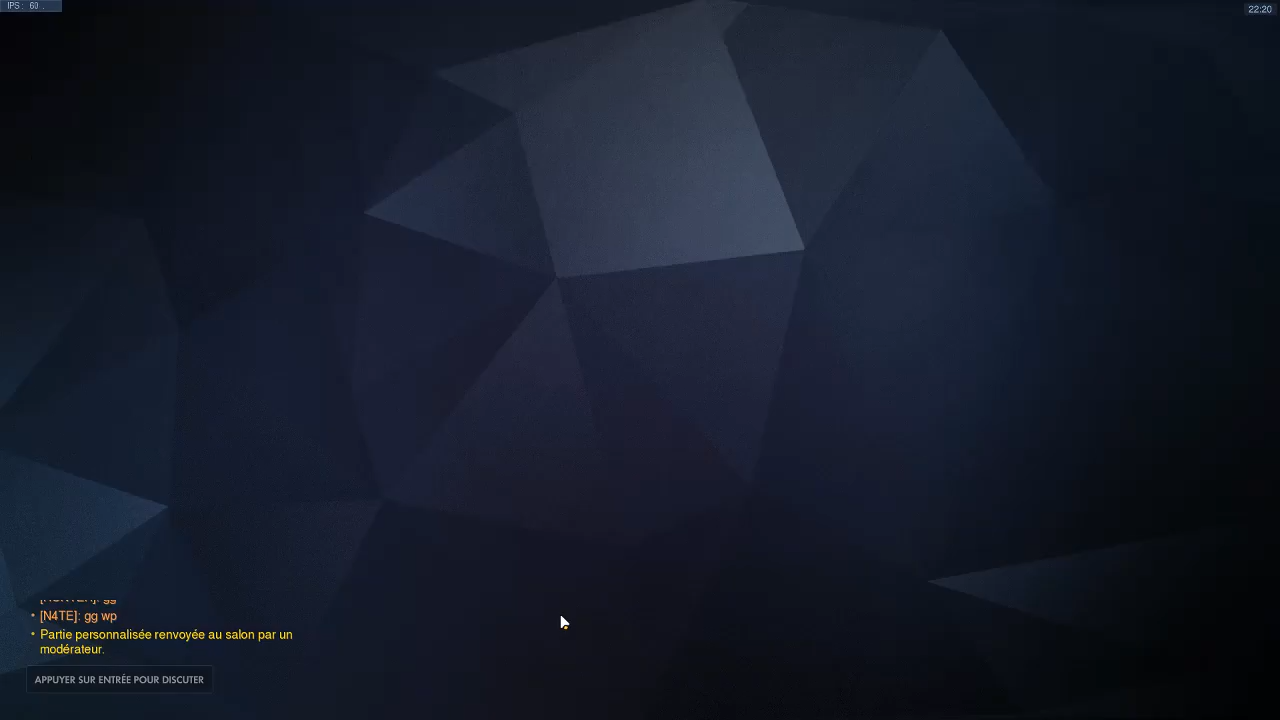 IPS : 60 .
22:20
gg
• [N4TE]: gg wp
• Partie personnalisée renvoyée au salon par un
modérateur.
APPUYER SUR ENTRÉE POUR DISCUTER